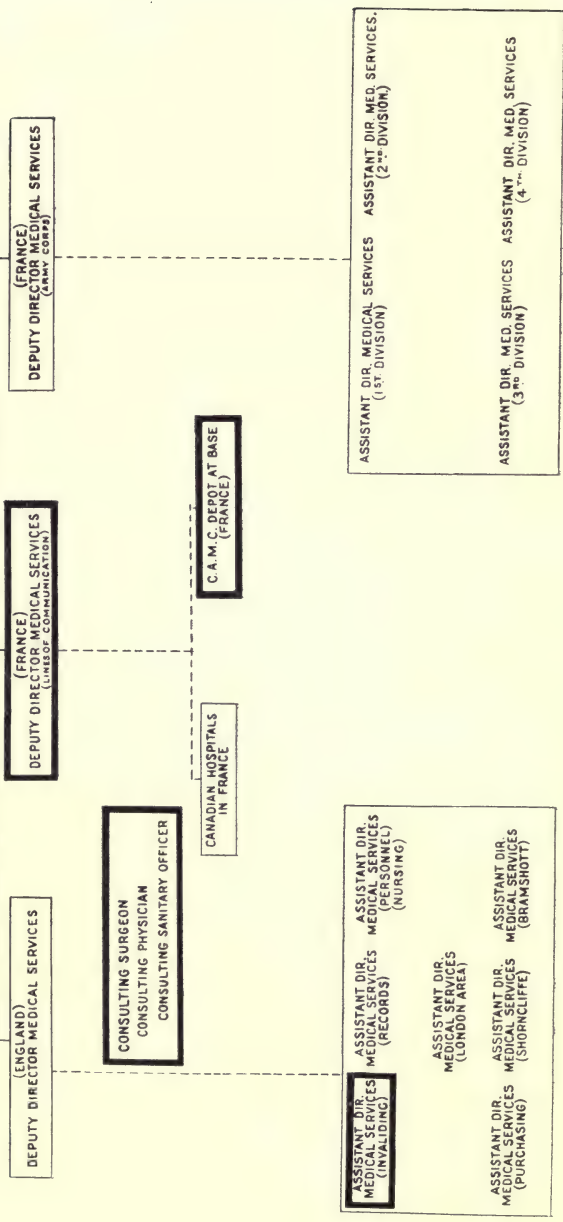 (ENGLAND)
DEPUTY DIRECTOR MEDICAL SERVICES
(FRANCE)
DEPUTY DIRECTOR MEDICAL SERVICES
(LINES OF COMMUNICATION)
(FRANCE)
DEPUTY DIRECTOR MEDICAL SERVICES
(ARMY CORPS)
CONSULTING SURGEON
CONSULTING PHYSICIAN
CONSULTING SANITARY OFFICER
CANADIAN HOSPITALS
IN FRANCE
C.A.M.C. DEPOT AT BASE
(FRANCE)
ASSISTANT DIR.
MEDICAL SERVICES
(INVALIDING)
ASSISTANT DIR.
MEDICAL SERVICES
(RECORDS)
ASSISTANT DIR.
MEDICAL SERVICES
(PERSONNEL)
(NURSING)
ASSISTANT DIR.
MEDICAL SERVICES
(LONDON AREA)
ASSISTANT DIR.
MEDICAL SERVICES
(PURCHASING)
ASSISTANT DIR.
MEDICAL SERVICES
(SHORNCLIFFE)
ASSISTANT DIR.
MEDICAL SERVICES
(BRAMSHOTT)
ASSISTANT DIR. MEDICAL SERVICES
(1ST. DIVISION)
ASSISTANT DIR. MED. SERVICES.
(2ND. DIVISION.)
ASSISTANT DIR. MED. SERVICES
(3RD. DIVISION)
ASSISTANT DIR. MED. SERVICES
(4TH. DIVISION)